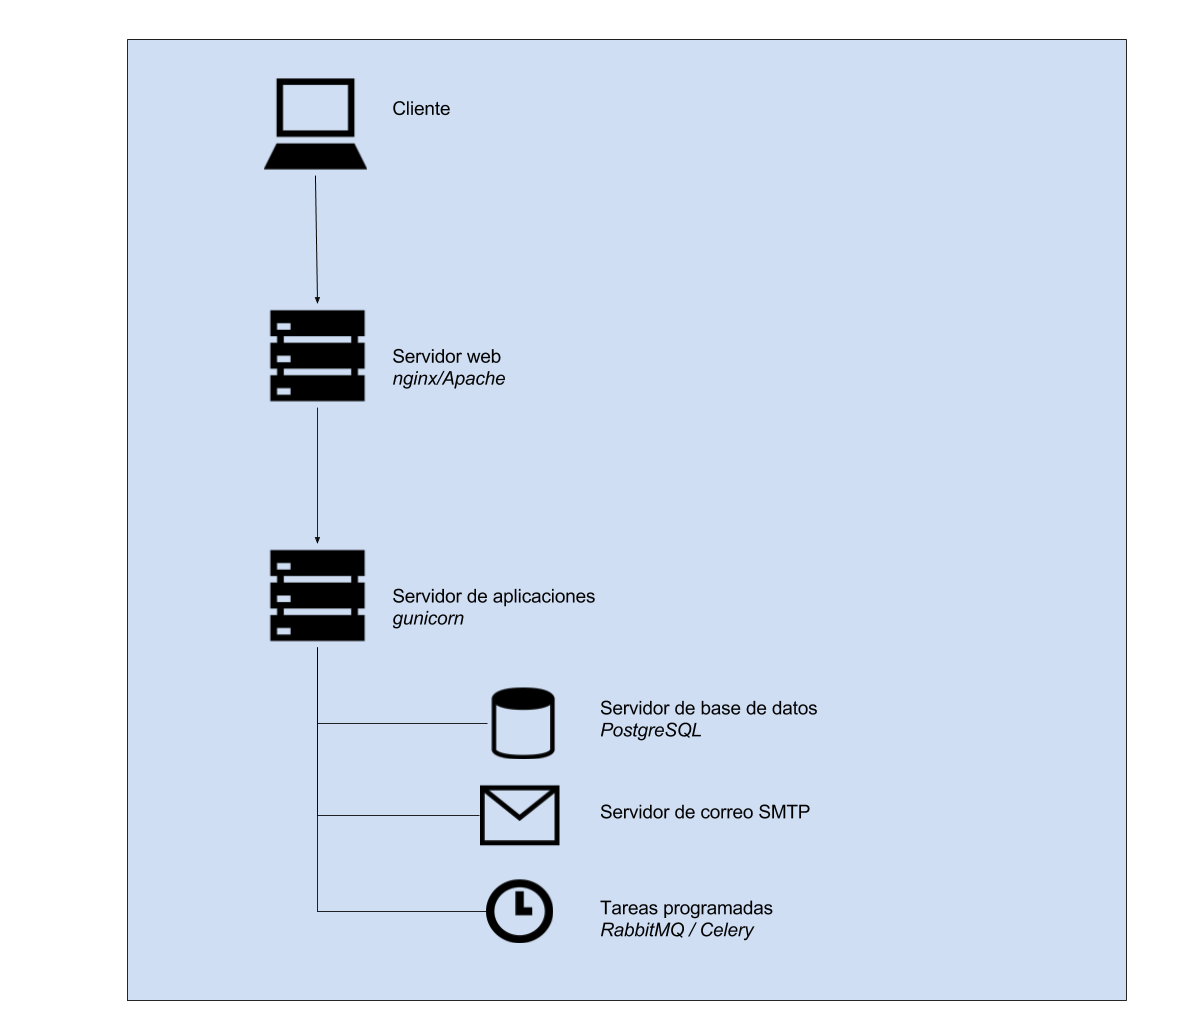 Cliente
Servidor web
nginx/Apache
Servidor de aplicaciones
gunicorn
Servidor de base de datos
PostgreSQL
Servidor de correo SMTP
Tareas programadas
RabbitMQ / Celery